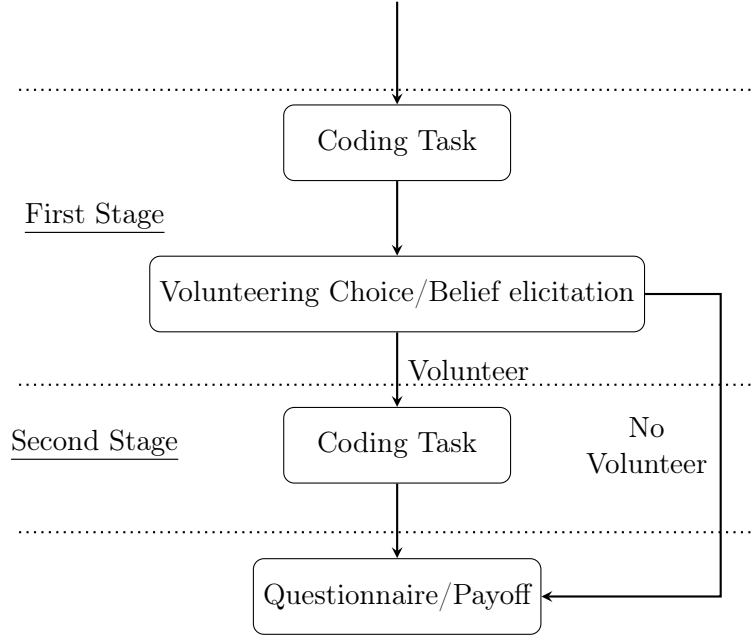 Coding Task
First Stage
Volunteering Choice/Belief elicitation
Volunteer
Second Stage
Coding Task
No
Volunteer
Questionnaire/Payoff